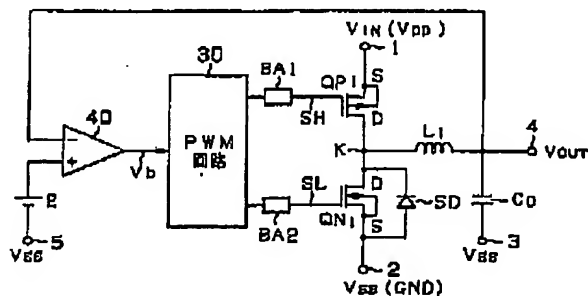 VIN (VDD)
1
30
BA1
QP1
S
40
SH
D
L1
4
VOUT
PWM
回路
K
Vb
D
SL
E
QN1
SD
CO
S
5
BA2
3
VSS
2
VSS
VSS (GND)